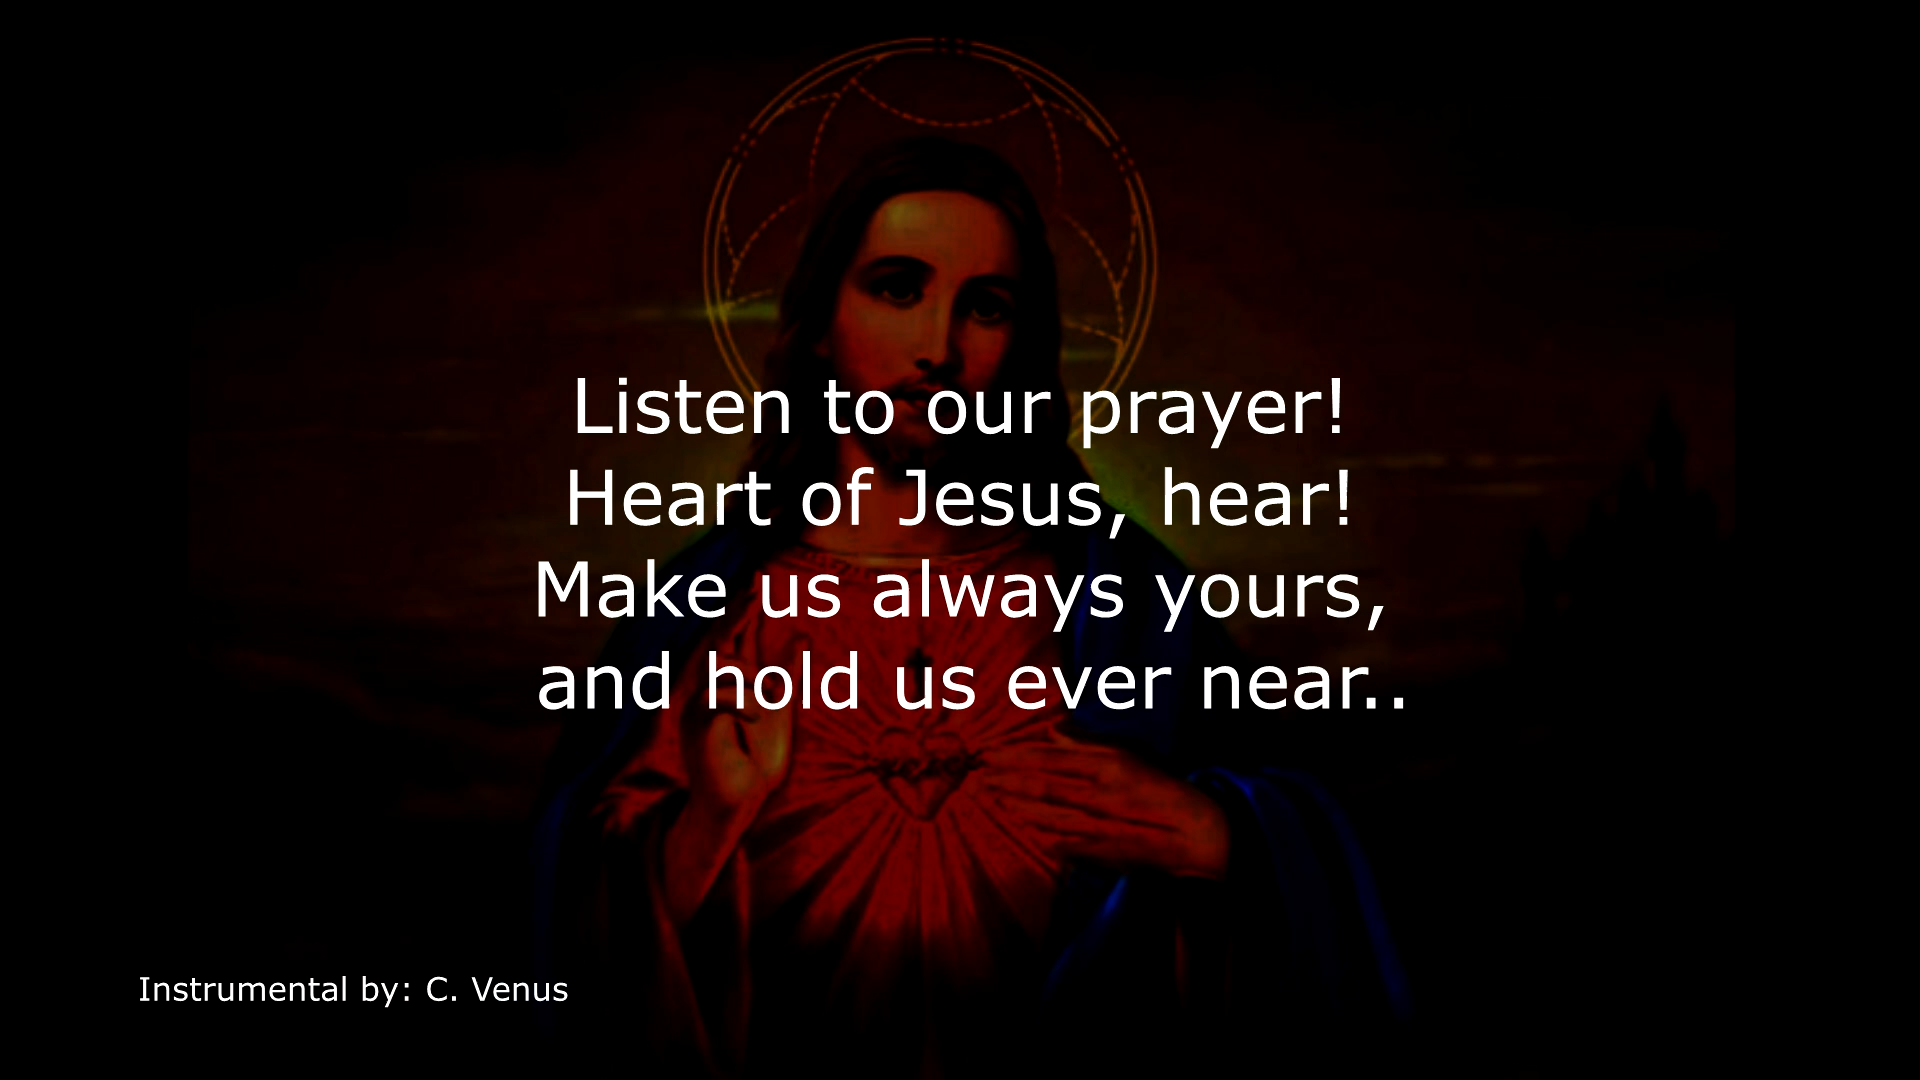 Listen to our prayer!
Heart of Jesus, hear!
Make us always yours,
and hold us ever near..
Instrumental by: C. Venus